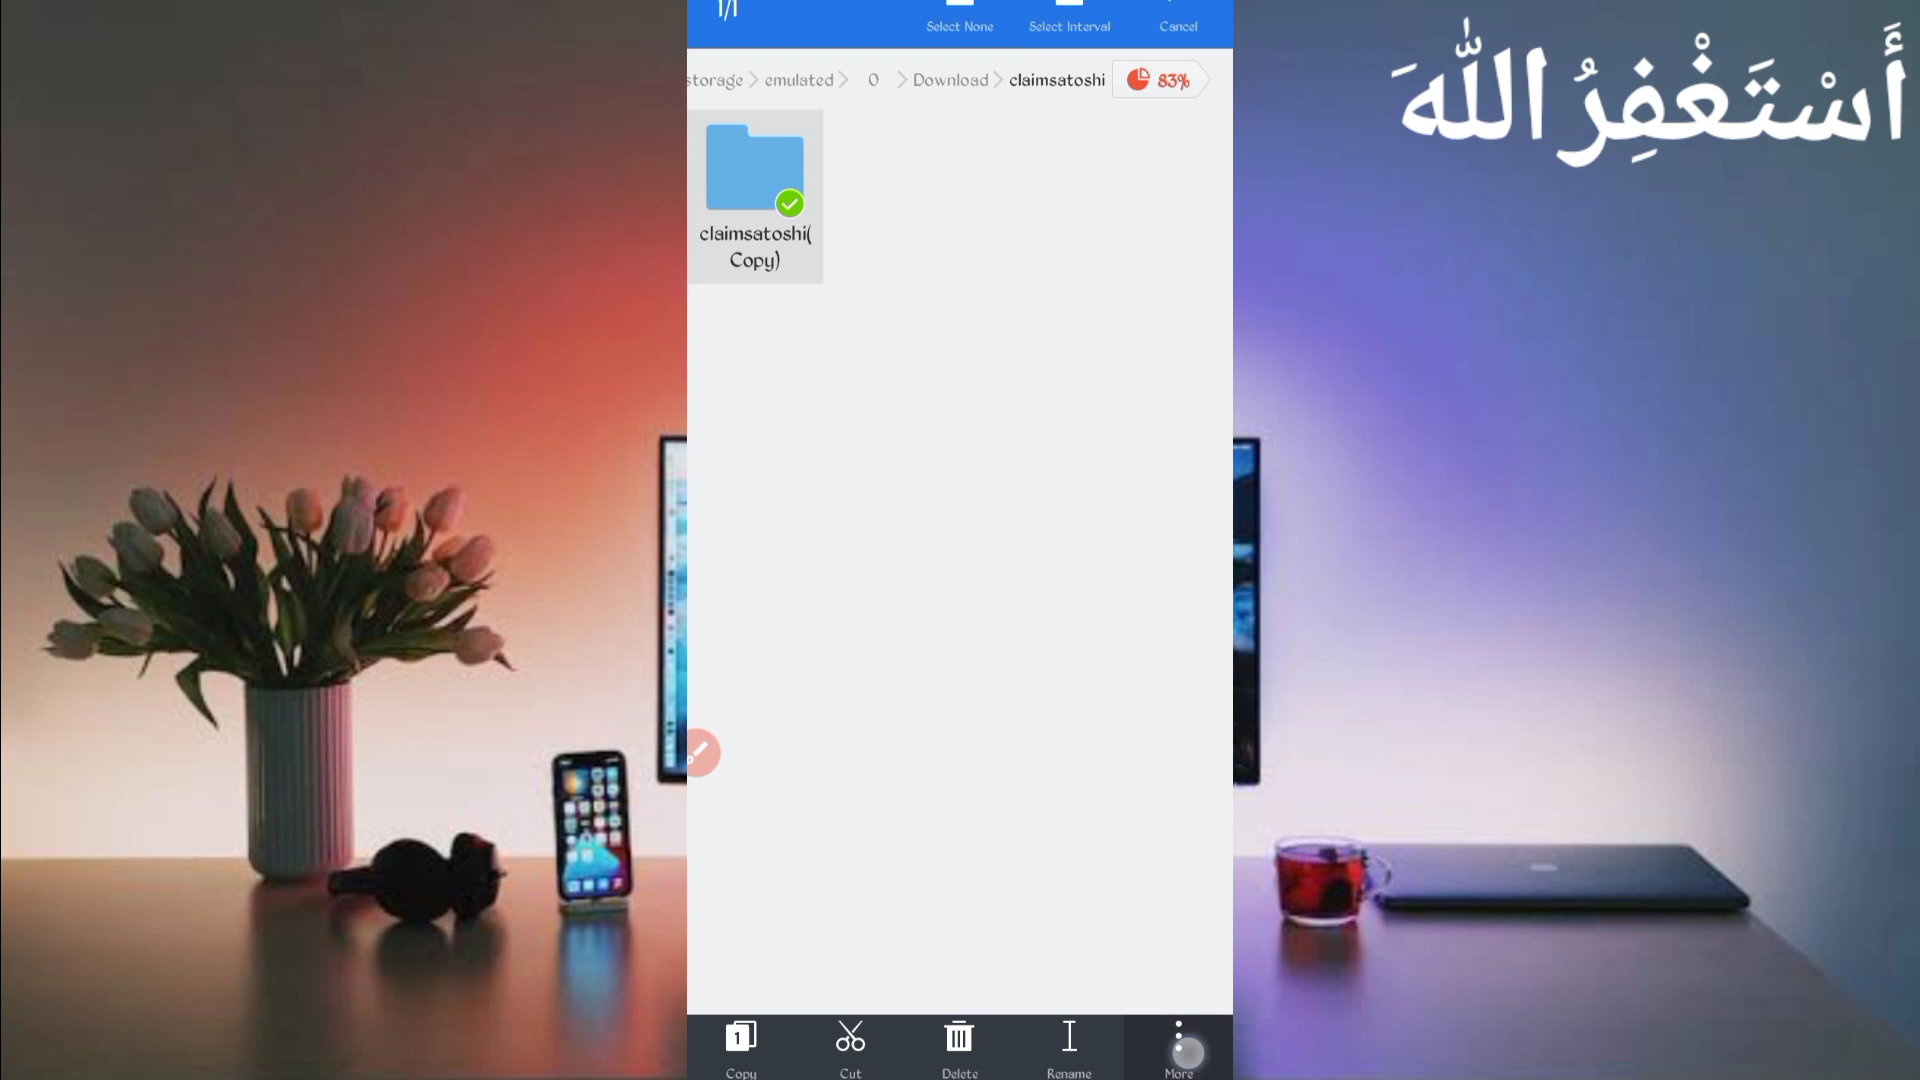 1/1
Select None
Select Interval
Cancel
أَسْتَغْفِرُ اللّٰهَ
storage
emulated
0
Download
claimsatoshi
83%
claimsatoshi(
Copy)
1
Copy
Cut
Delete
Rename
More